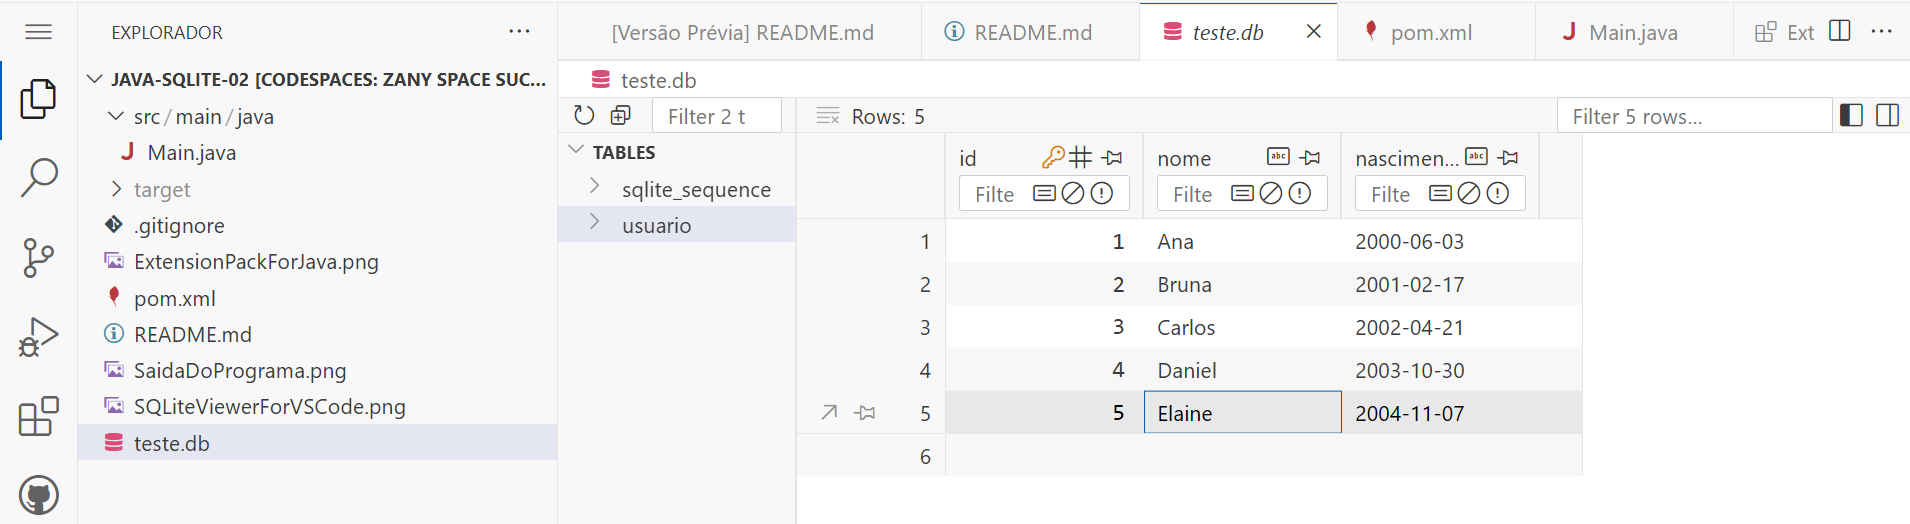 EXPLORADOR ...
JAVA-SQLITE-02 [CODESPACES: ZANY SPACE SUC...
src / main / java
J Main.java
target
.gitignore
ExtensionPackForJava.png
pom.xml
README.md
SaidaDoPrograma.png
SQLiteViewerForVSCode.png
teste.db
[Versão Prévia] README.md
README.md
teste.db
pom.xml
J Main.java
Ext ...
teste.db
Filter 2 t
TABLES
sqlite_sequence
usuario
Rows: 5
Filter 5 rows...
id nome abc nascimen... abc
Filte Filte Filte
1 1 Ana 2000-06-03
2 2 Bruna 2001-02-17
3 3 Carlos 2002-04-21
4 4 Daniel 2003-10-30
5 5 Elaine 2004-11-07
6